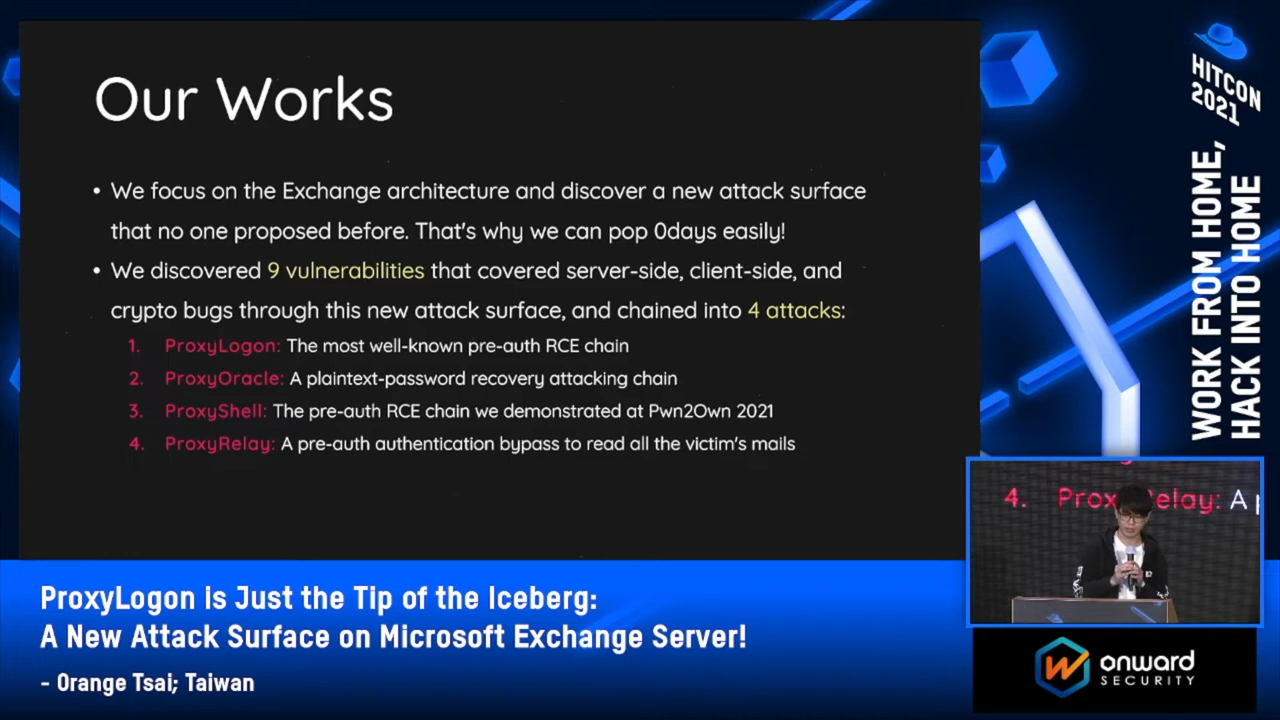 Our Works
• We focus on the Exchange architecture and discover a new attack surface
that no one proposed before. That's why we can pop 0days easily!
• We discovered 9 vulnerabilities that covered server-side, client-side, and
crypto bugs through this new attack surface, and chained into 4 attacks:
1. ProxyLogon: The most well-known pre-auth RCE chain
2. ProxyOracle: A plaintext-password recovery attacking chain
3. ProxyShell: The pre-auth RCE chain we demonstrated at Pwn2Own 2021
4. ProxyRelay: A pre-auth authentication bypass to read all the victim's mails
HITCON
2021
WORK FROM HOME,
HACK INTO HOME
4. ProxyRelay: A
ProxyLogon is Just the Tip of the Iceberg:
A New Attack Surface on Microsoft Exchange Server!
- Orange Tsai; Taiwan
onward
SECURITY